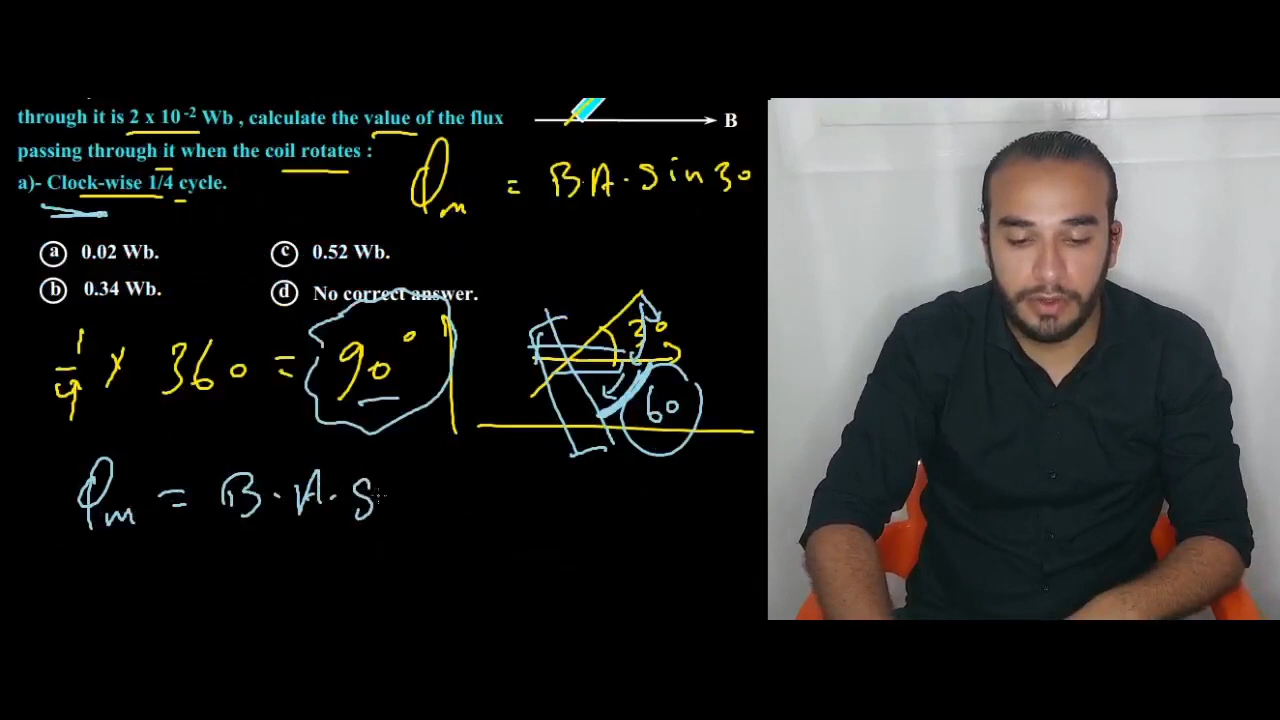 through it is 2 x 10⁻² Wb , calculate the value of the flux
B
passing through it when the coil rotates :
a)- Clock-wise 1/4 cycle.
φm = B.A. sin 30
a 0.02 Wb.
c 0.52 Wb.
b 0.34 Wb.
d No correct answer.
1/4 x 360 = 90°
30
60
φm = B.A.S